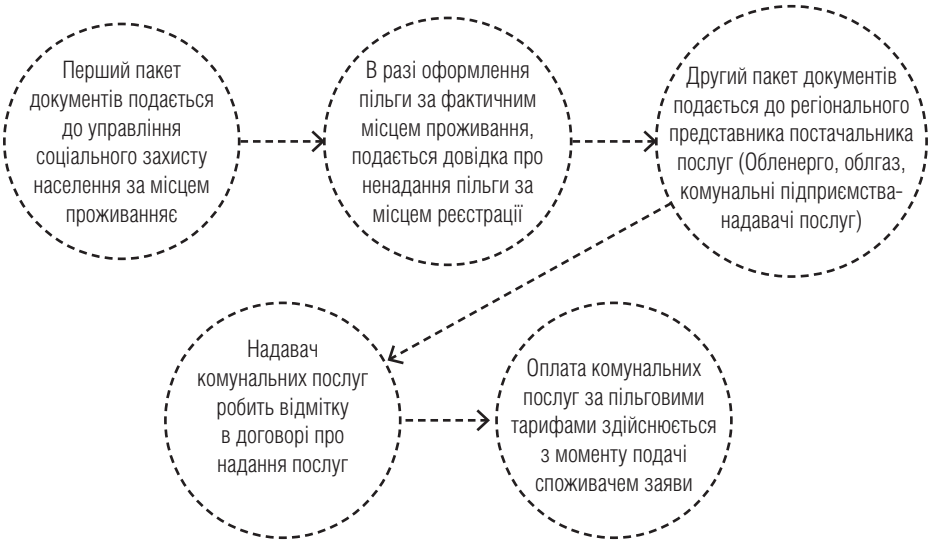 Перший пакет
документів подається
до управління
соціального захисту
населення за місцем
проживанняє
В разі оформлення
пільги за фактичним
місцем проживання,
подається довідка про
ненадання пільги за
місцем реєстрації
Другий пакет документів
подається до регіонального
представника постачальника
послуг (Обленерго, облгаз,
комунальні підприємства-
надавачі послуг)
Надавач
комунальних послуг
робить відмітку
в договорі про
надання послуг
Оплата комунальних
послуг за пільговими
тарифами здійснюється
з моменту подачі
споживачем заяви